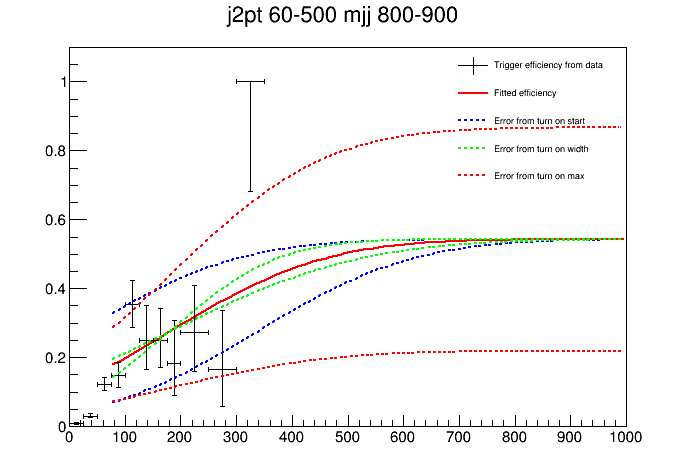 j2pt 60-500 mjj 800-900
Trigger efficiency from data
Fitted efficiency
Error from turn on start
Error from turn on width
Error from turn on max
1
0.8
0.6
0.4
0.2
0
0 100 200 300 400 500 600 700 800 900 1000